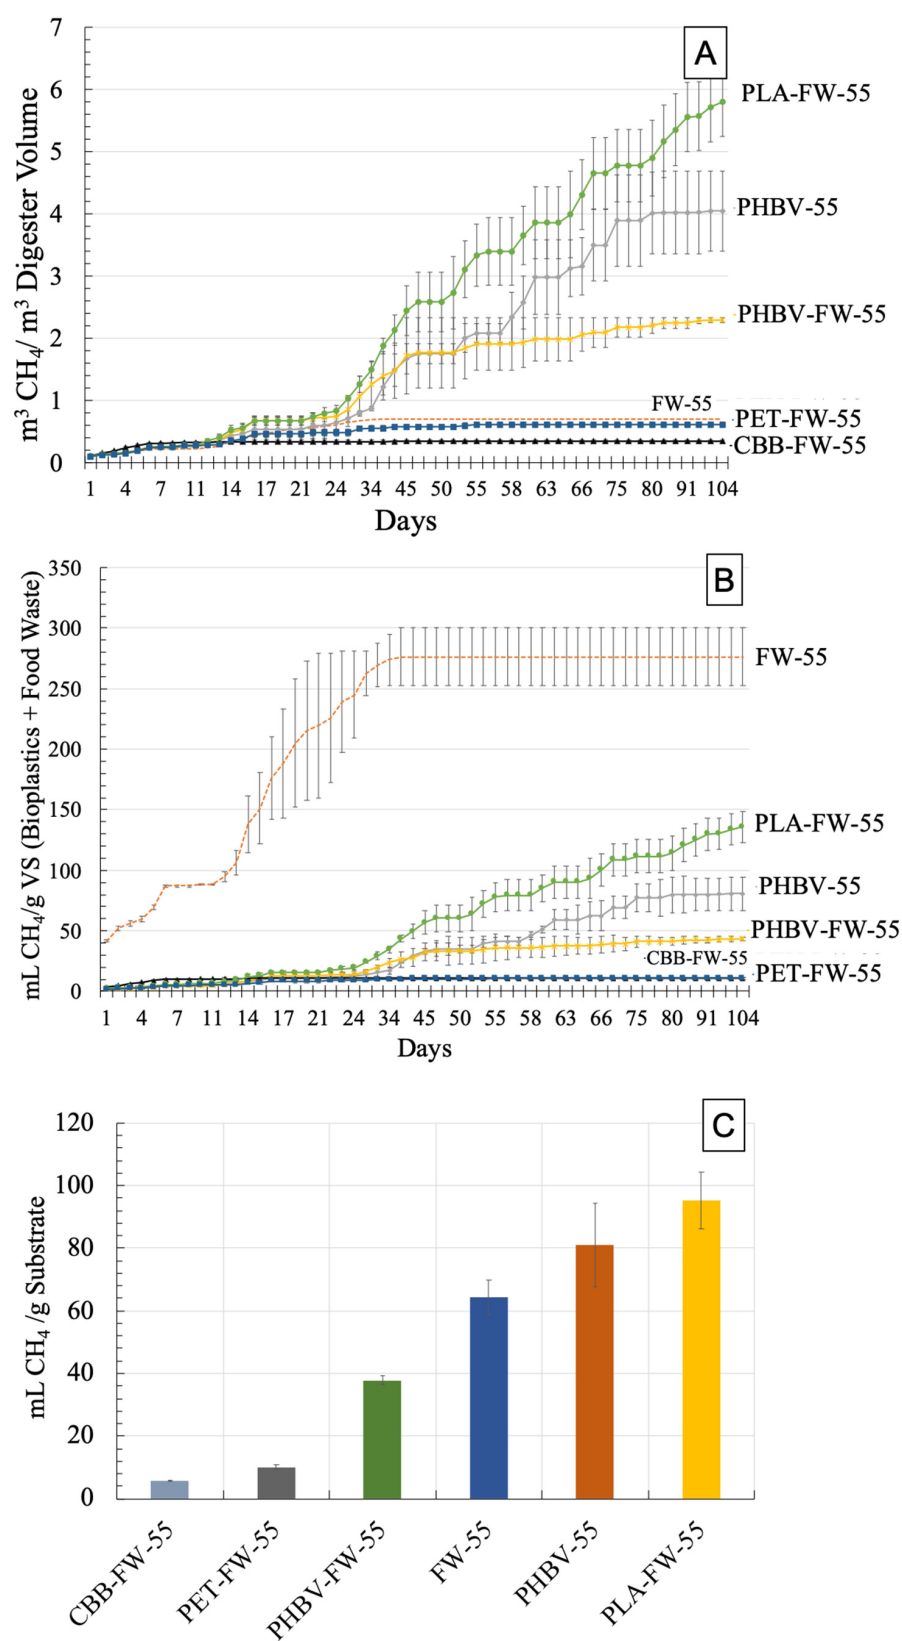 A
m³ CH₄/ m³ Digester Volume
7
6
5
4
3
2
1
0
PLA-FW-55
PHBV-55
PHBV-FW-55
FW-55
PET-FW-55
CBB-FW-55
1 4 7 11 14 17 21 24 34 45 50 55 58 63 66 75 80 91 104
Days
B
mL CH₄/g VS (Bioplastics + Food Waste)
350
300
250
200
150
100
50
0
FW-55
PLA-FW-55
PHBV-55
PHBV-FW-55
CBB-FW-55
PET-FW-55
1 4 7 11 14 17 21 24 34 45 50 55 58 63 66 75 80 91 104
Days
C
mL CH₄ /g Substrate
120
100
80
60
40
20
0
CBB-FW-55
PET-FW-55
PHBV-FW-55
FW-55
PHBV-55
PLA-FW-55